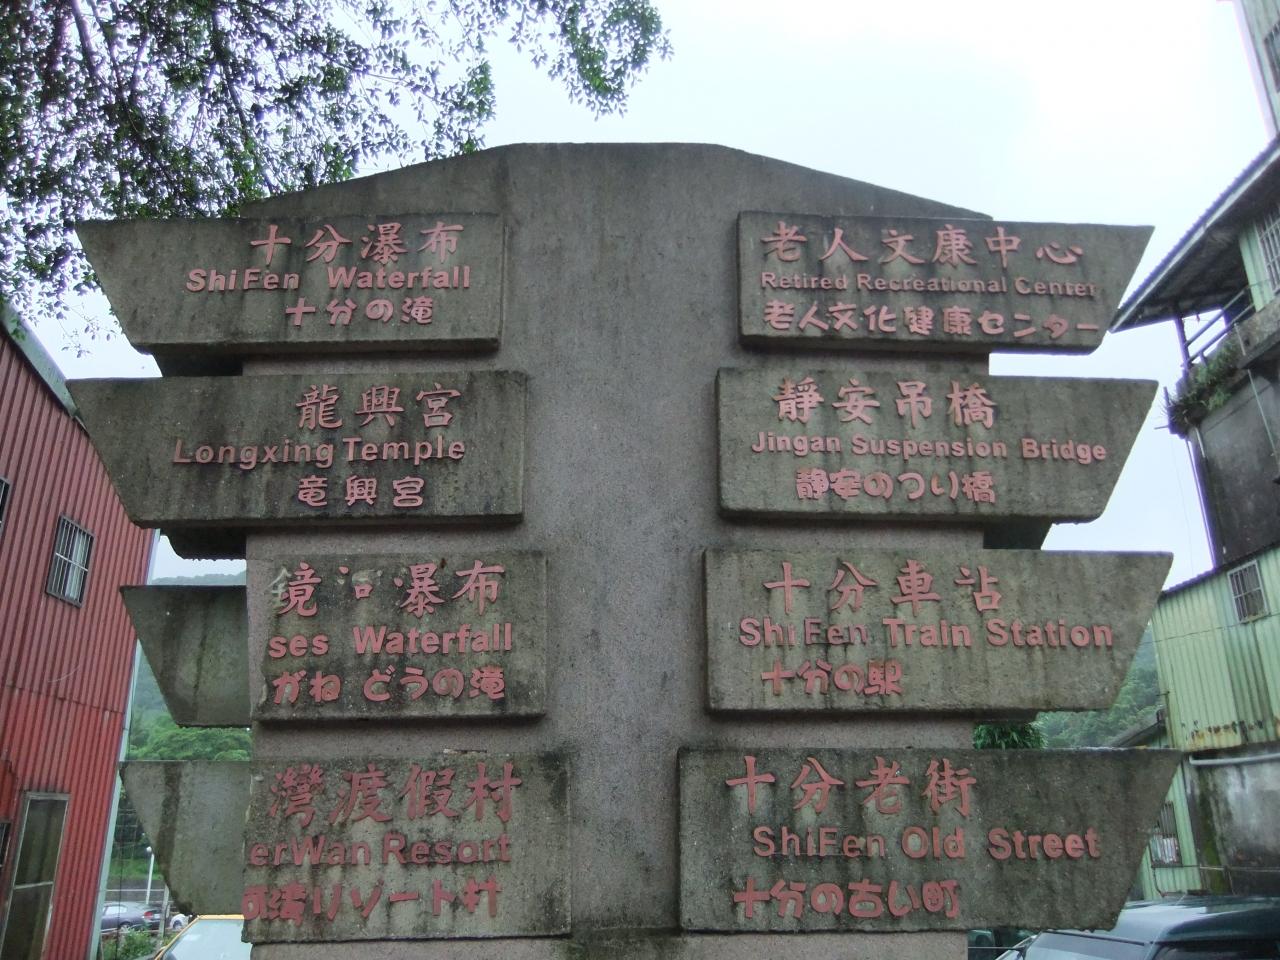 十分瀑布
ShiFen Waterfall
十分の滝
龍興宮
Longxing Temple
竜興宮
鏡 瀑布
ses Waterfall
がね どうの滝
灣渡假村
erWan Resort
湾リゾート村
老人文康中心
Retired Recreational Center
老人文化健康センター
靜安吊橋
Jingan Suspension Bridge
静安のつり橋
十分車站
Shi Fen Train Station
十分の駅
十分老街
ShiFen Old Street
十分の古い町